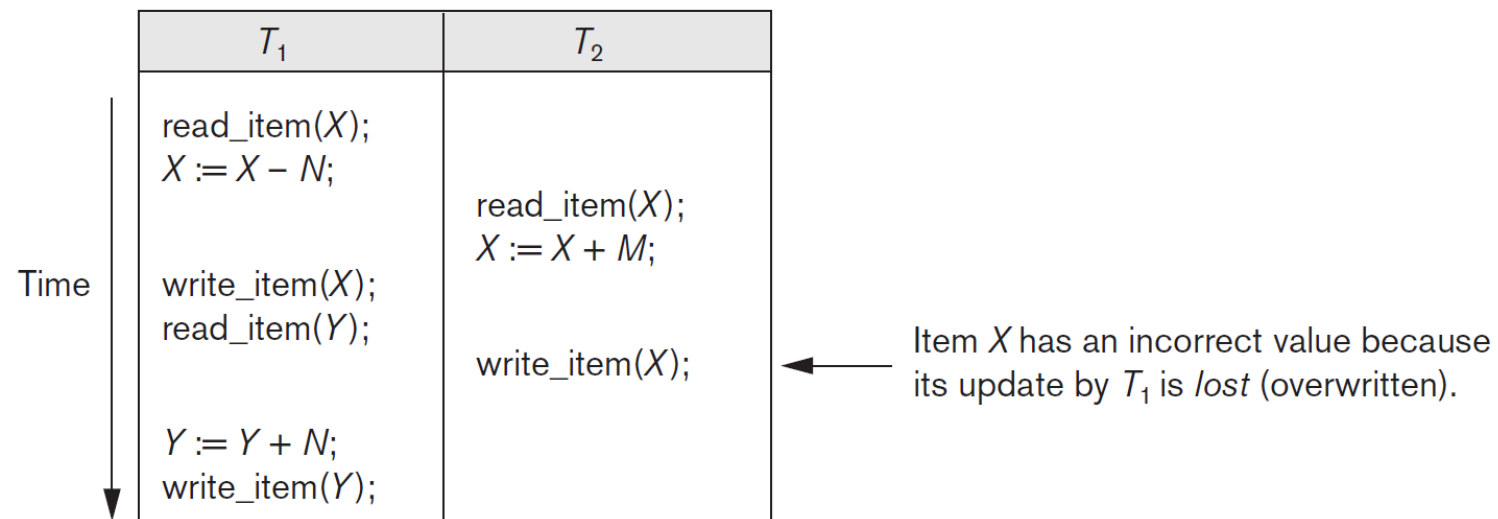 T₁ T₂
read_item(X);
X := X – N;
read_item(X);
X := X + M;
Time
write_item(X);
read_item(Y);
write_item(X);
Item X has an incorrect value because
its update by T₁ is lost (overwritten).
Y := Y + N;
write_item(Y);